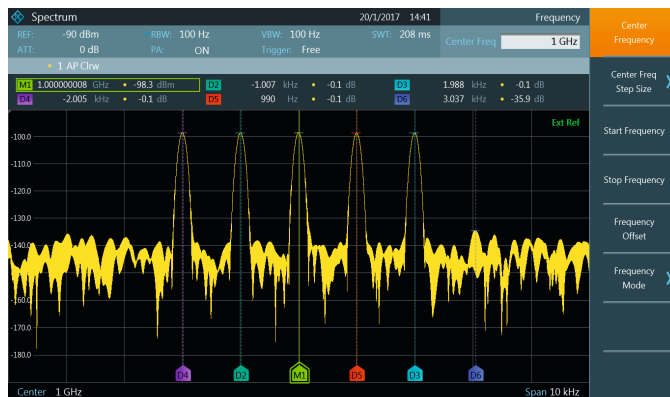 Spectrum 20/1/2017 14:41 Frequency
REF: -90 dBm RBW: 100 Hz VBW: 100 Hz SWT: 208 ms
ATT: 0 dB PA: ON Trigger: Free
Center Freq 1 GHz
1 AP Clrw
M1 1.000000008 GHz -98.3 dBm D2 -1.007 kHz -0.1 dB D3 1.988 kHz -0.1 dB
D4 -2.005 kHz -0.1 dB D5 990 Hz -0.1 dB D6 3.037 kHz -35.9 dB
Ext Ref
-100.0
-110.0
-120.0
-130.0
-140.0
-160.0
-170.0
-180.0
D4 D2 M1 D5 D3 D6
Center 1 GHz Span 10 kHz
Center
Frequency
Center Freq
Step Size
Start Frequency
Stop Frequency
Frequency
Offset
Frequency
Mode